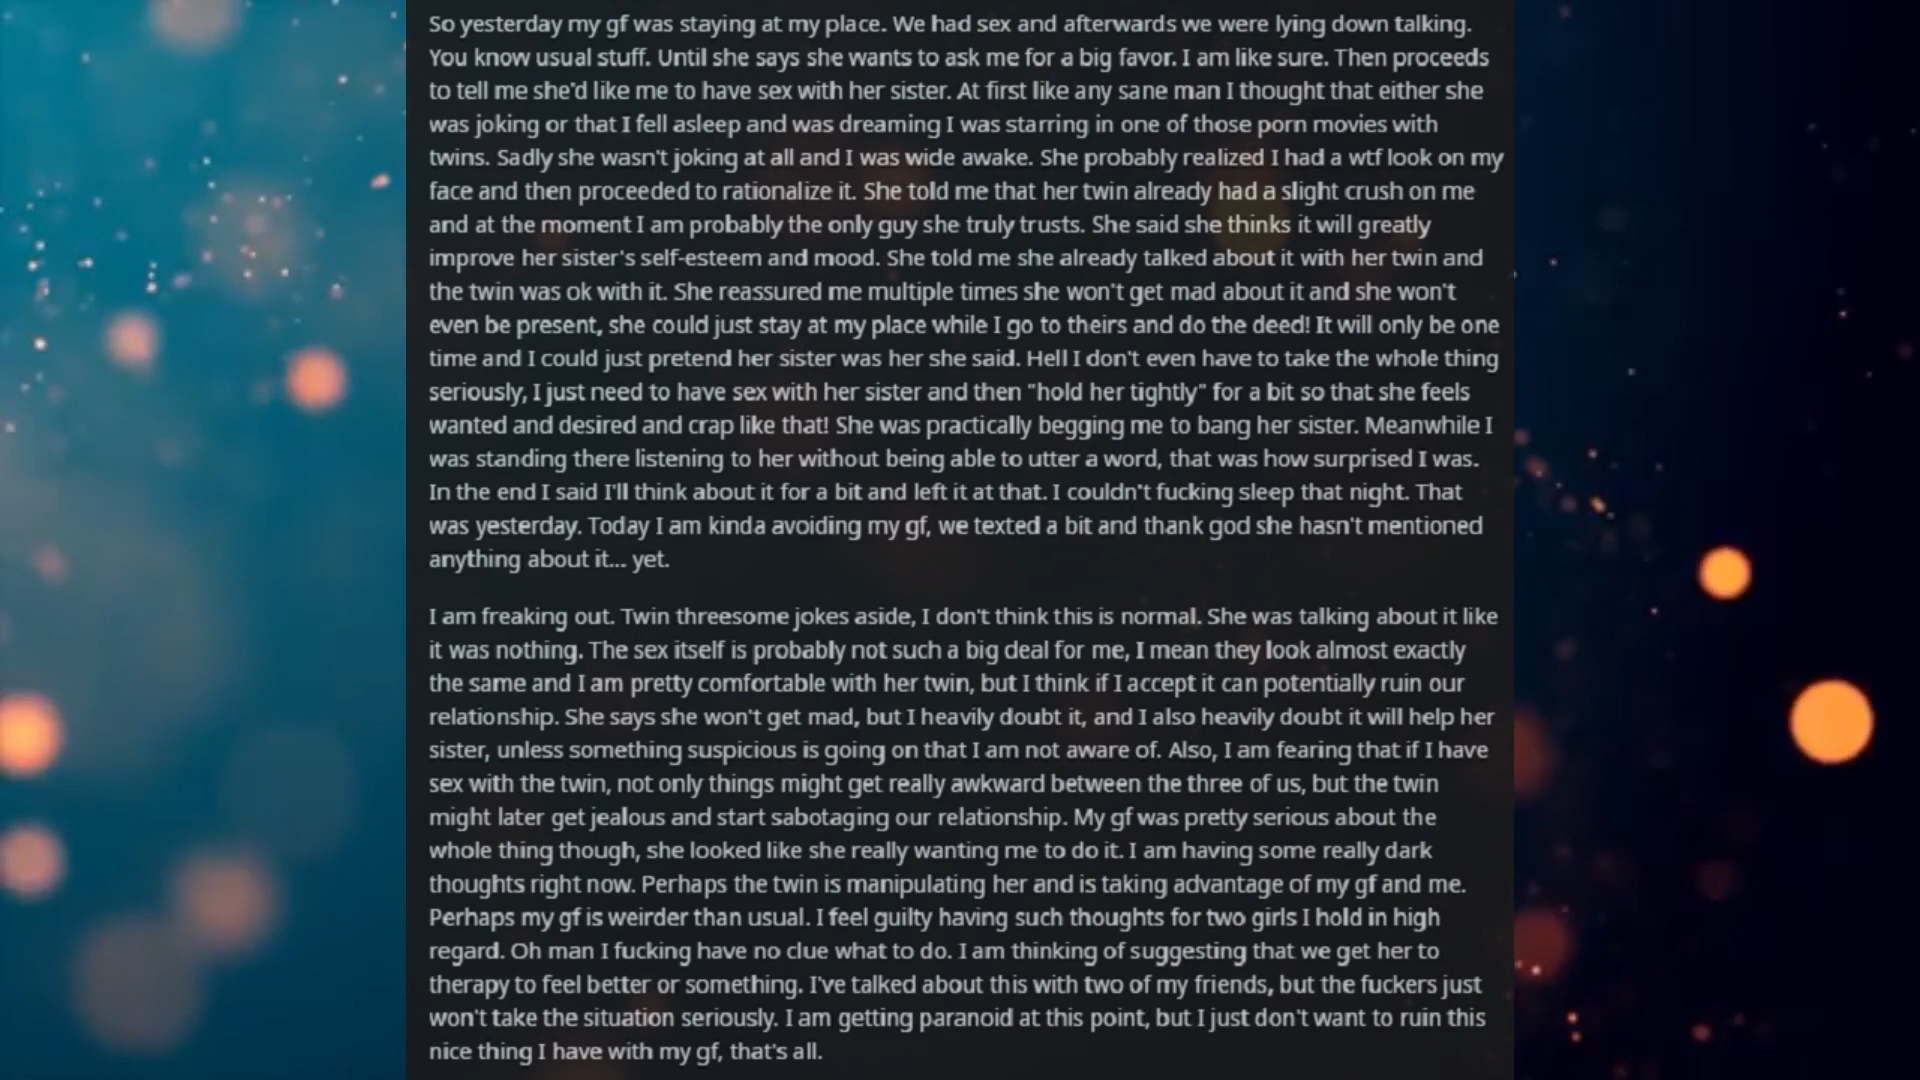 So yesterday my gf was staying at my place. We had sex and afterwards we were lying down talking.
You know usual stuff. Until she says she wants to ask me for a big favor. I am like sure. Then proceeds
to tell me she'd like me to have sex with her sister. At first like any sane man I thought that either she
was joking or that I fell asleep and was dreaming I was starring in one of those porn movies with
twins. Sadly she wasn't joking at all and I was wide awake. She probably realized I had a wtf look on my
face and then proceeded to rationalize it. She told me that her twin already had a slight crush on me
and at the moment I am probably the only guy she truly trusts. She said she thinks it will greatly
improve her sister's self-esteem and mood. She told me she already talked about it with her twin and
the twin was ok with it. She reassured me multiple times she won't get mad about it and she won't
even be present, she could just stay at my place while I go to theirs and do the deed! It will only be one
time and I could just pretend her sister was her she said. Hell I don't even have to take the whole thing
seriously, I just need to have sex with her sister and then "hold her tightly" for a bit so that she feels
wanted and desired and crap like that! She was practically begging me to bang her sister. Meanwhile I
was standing there listening to her without being able to utter a word, that was how surprised I was.
In the end I said I'll think about it for a bit and left it at that. I couldn't fucking sleep that night. That
was yesterday. Today I am kinda avoiding my gf, we texted a bit and thank god she hasn't mentioned
anything about it... yet.
I am freaking out. Twin threesome jokes aside, I don't think this is normal. She was talking about it like
it was nothing. The sex itself is probably not such a big deal for me, I mean they look almost exactly
the same and I am pretty comfortable with her twin, but I think if I accept it can potentially ruin our
relationship. She says she won't get mad, but I heavily doubt it, and I also heavily doubt it will help her
sister, unless something suspicious is going on that I am not aware of. Also, I am fearing that if I have
sex with the twin, not only things might get really awkward between the three of us, but the twin
might later get jealous and start sabotaging our relationship. My gf was pretty serious about the
whole thing though, she looked like she really wanting me to do it. I am having some really dark
thoughts right now. Perhaps the twin is manipulating her and is taking advantage of my gf and me.
Perhaps my gf is weirder than usual. I feel guilty having such thoughts for two girls I hold in high
regard. Oh man I fucking have no clue what to do. I am thinking of suggesting that we get her to
therapy to feel better or something. I've talked about this with two of my friends, but the fuckers just
won't take the situation seriously. I am getting paranoid at this point, but I just don't want to ruin this
nice thing I have with my gf, that's all.